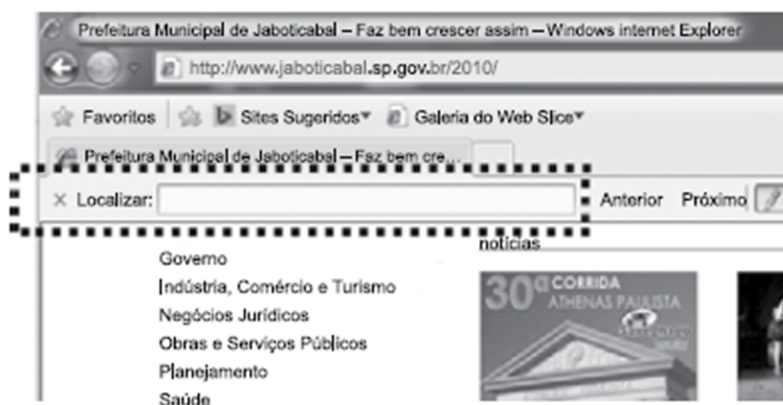 Prefeitura Municipal de Jaboticabal – Faz bem crescer assim – Windows internet Explorer
http://www.jaboticabal.sp.gov.br/2010/
Favoritos Sites Sugeridos Galeria do Web Slice
Prefeitura Municipal de Jaboticabal – Faz bem cre...
Localizar: Anterior Próximo
notícias
Governo
Indústria, Comércio e Turismo
Negócios Jurídicos
Obras e Serviços Públicos
Planejamento
Saúde
30ª CORRIDA
ATHENAS PAULISTA